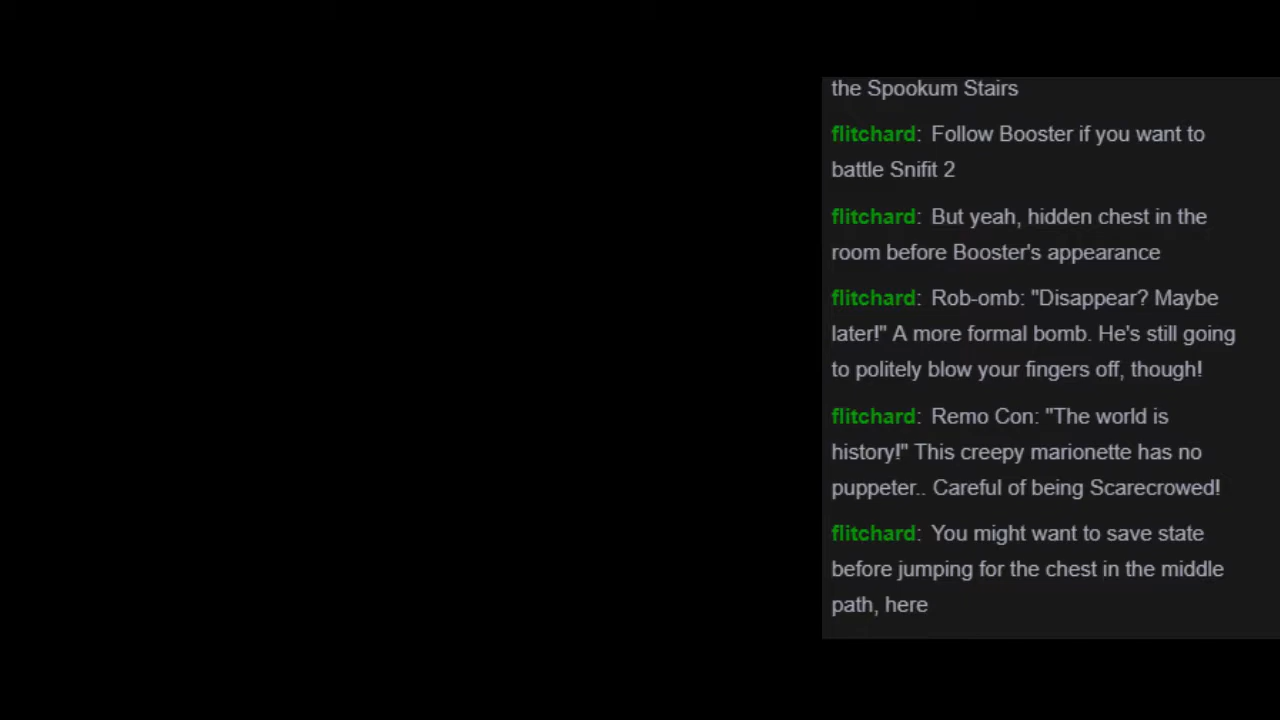 the Spookum Stairs
flitchard: Follow Booster if you want to
battle Snifit 2
flitchard: But yeah, hidden chest in the
room before Booster's appearance
flitchard: Rob-omb: "Disappear? Maybe
later!" A more formal bomb. He's still going
to politely blow your fingers off, though!
flitchard: Remo Con: "The world is
history!" This creepy marionette has no
puppeter.. Careful of being Scarecrowed!
flitchard: You might want to save state
before jumping for the chest in the middle
path, here